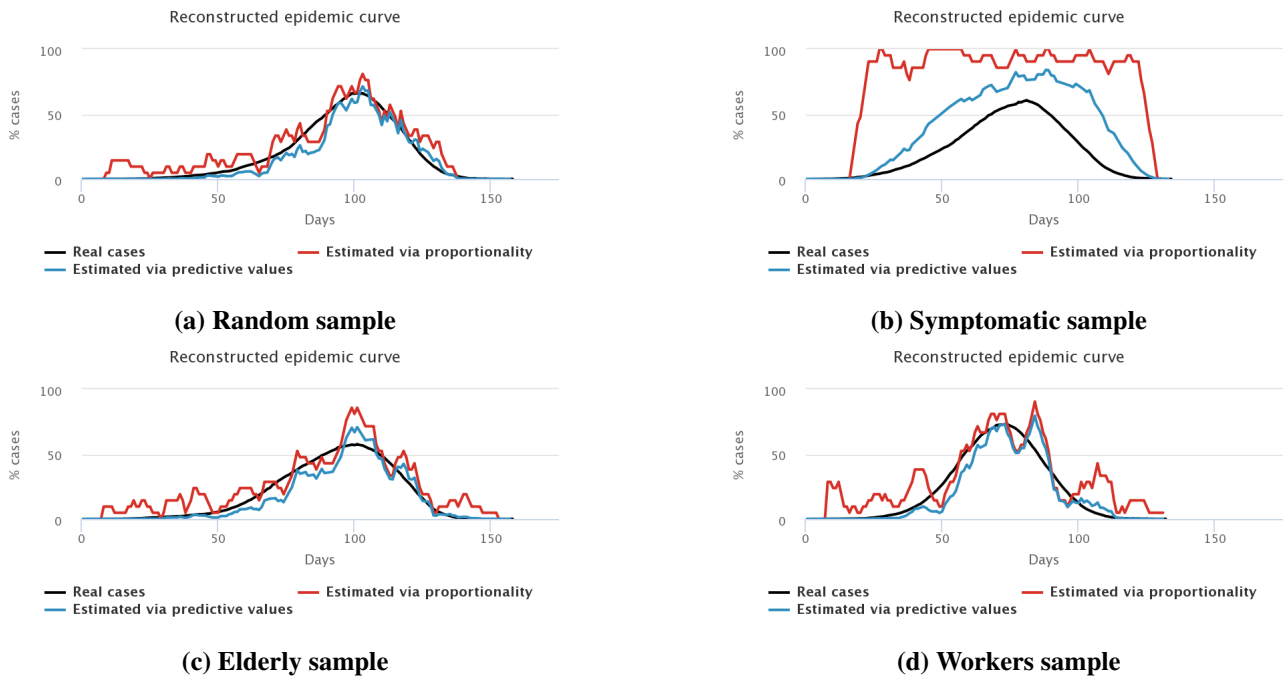 Reconstructed epidemic curve
100
50
0
% cases
0 50 100 150
Days
Real cases Estimated via proportionality
Estimated via predictive values
(a) Random sample
Reconstructed epidemic curve
100
50
0
% cases
0 50 100 150
Days
Real cases Estimated via proportionality
Estimated via predictive values
(b) Symptomatic sample
Reconstructed epidemic curve
100
50
0
% cases
0 50 100 150
Days
Real cases Estimated via proportionality
Estimated via predictive values
(c) Elderly sample
Reconstructed epidemic curve
100
50
0
% cases
0 50 100 150
Days
Real cases Estimated via proportionality
Estimated via predictive values
(d) Workers sample